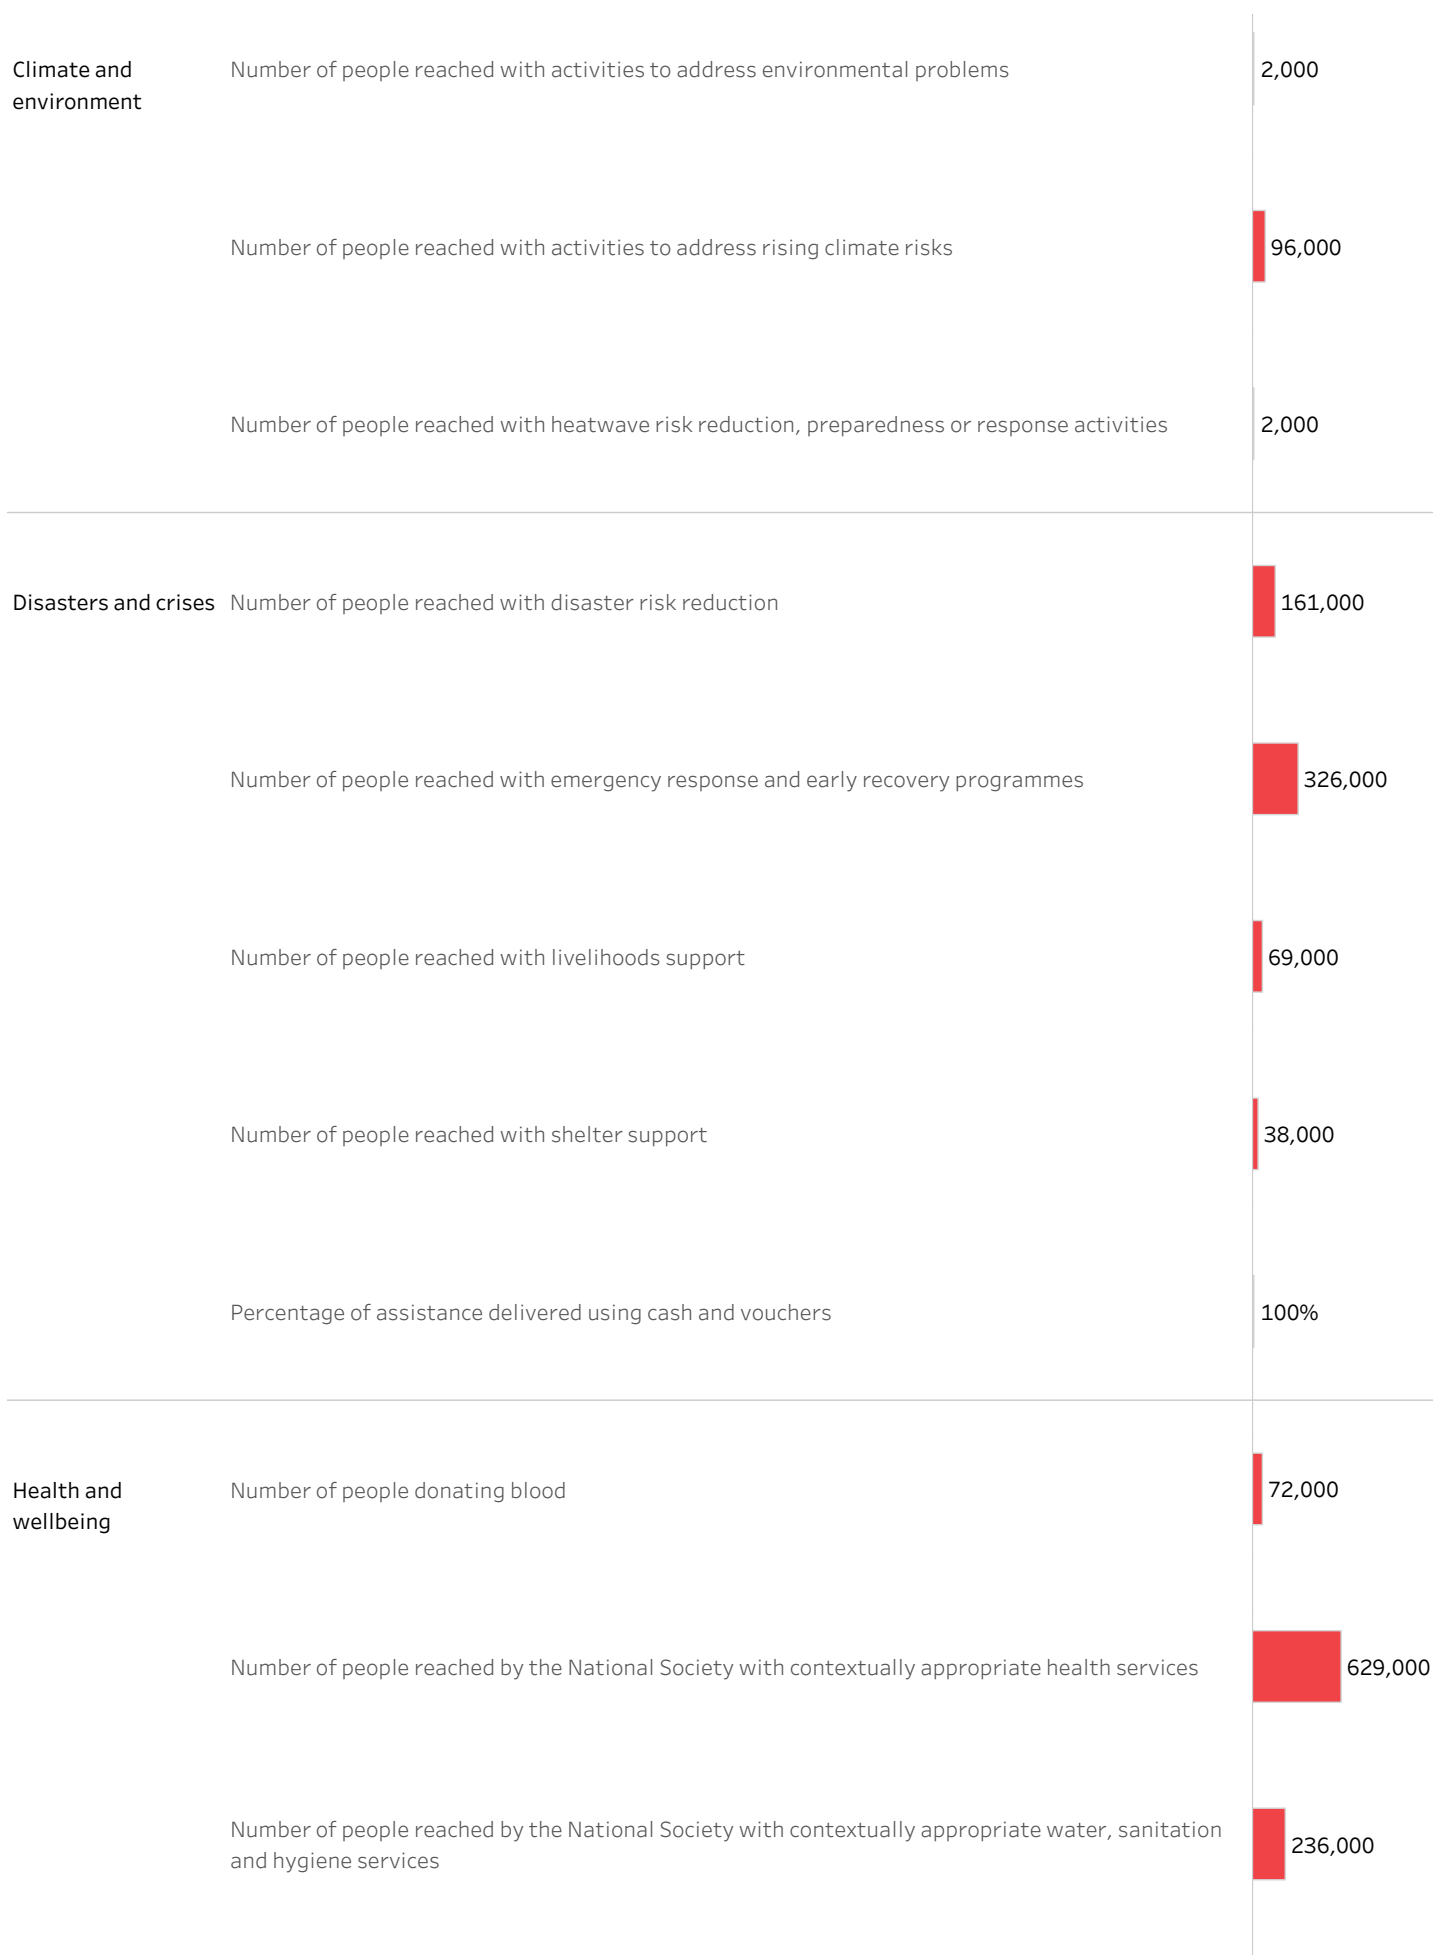 Climate and
environment
Number of people reached with activities to address environmental problems
2,000
Number of people reached with activities to address rising climate risks
96,000
Number of people reached with heatwave risk reduction, preparedness or response activities
2,000
Disasters and crises
Number of people reached with disaster risk reduction
161,000
Number of people reached with emergency response and early recovery programmes
326,000
Number of people reached with livelihoods support
69,000
Number of people reached with shelter support
38,000
Percentage of assistance delivered using cash and vouchers
100%
Health and
wellbeing
Number of people donating blood
72,000
Number of people reached by the National Society with contextually appropriate health services
629,000
Number of people reached by the National Society with contextually appropriate water, sanitation
and hygiene services
236,000